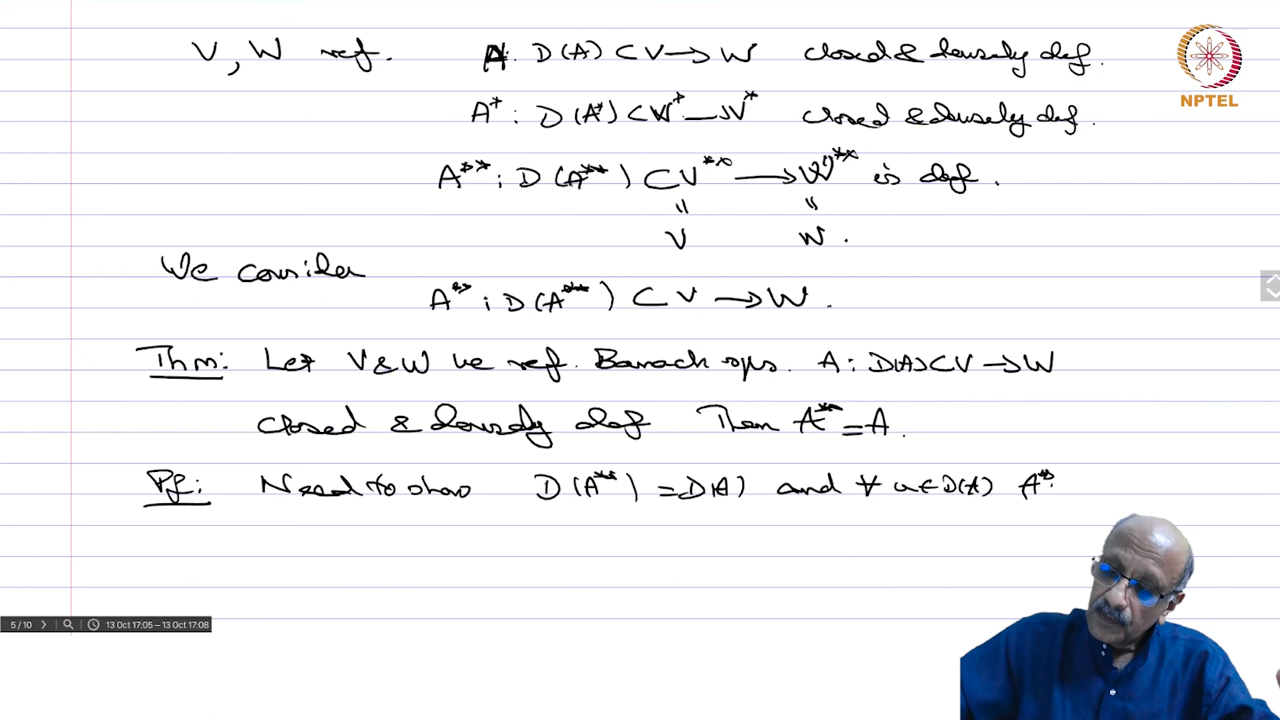 V, W ref. A: D(A) ⊂ V → W closed & densely def.
NPTEL
A* : D(A*) ⊂ W* → V* closed & densely def.
A** : D(A**) ⊂ V** → W** is def.
= =
V W.
We consider
A** : D(A**) ⊂ V → W.
Thm: Let V & W be ref. Banach sps. A : D(A) ⊂ V → W
closed & densely def Then A** = A.
Pf: Need to show D(A**) = D(A) and ∀ u ∈ D(A) A**
5 / 10 13 Oct 17:05 – 13 Oct 17:08